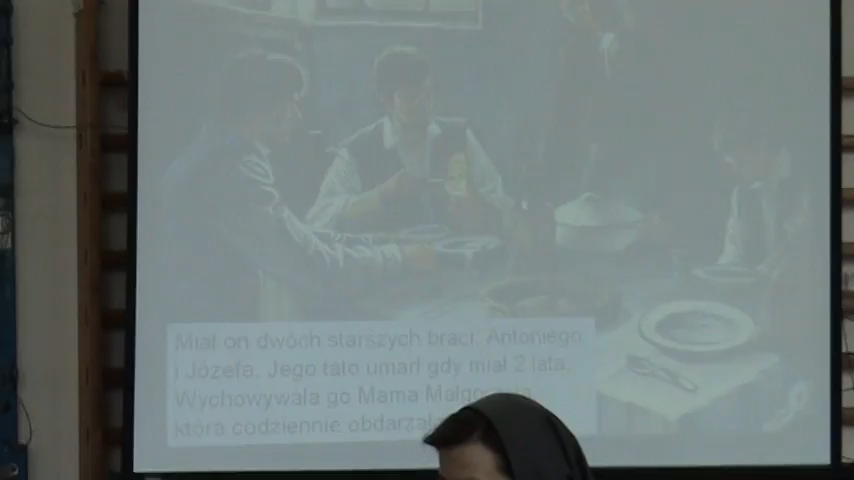 Miał on dwóch starszych braci: Antoniego
i Józefa. Jego tato umarł gdy miał 2 lata.
Wychowywała go Mama Małgorzata,
która codziennie